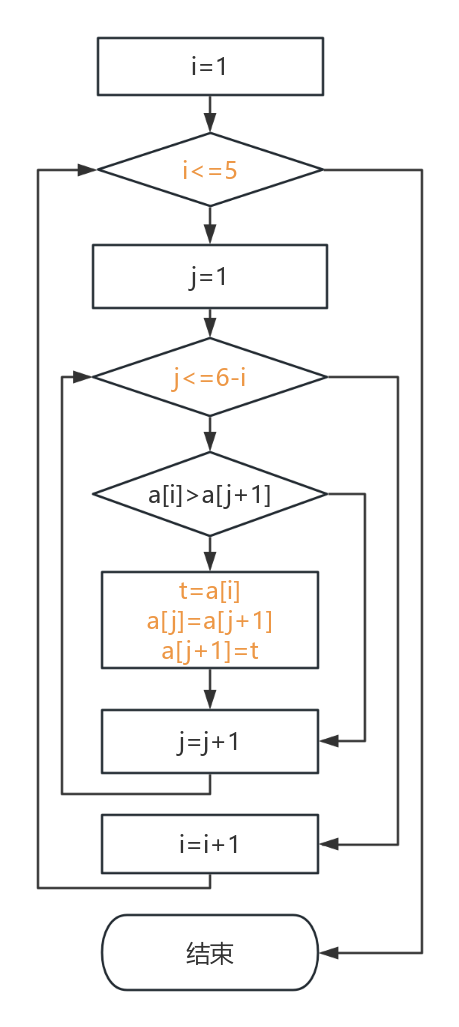 i=1
i<=5
j=1
j<=6-i
a[i]>a[j+1]
t=a[i]
a[j]=a[j+1]
a[j+1]=t
j=j+1
i=i+1
结束